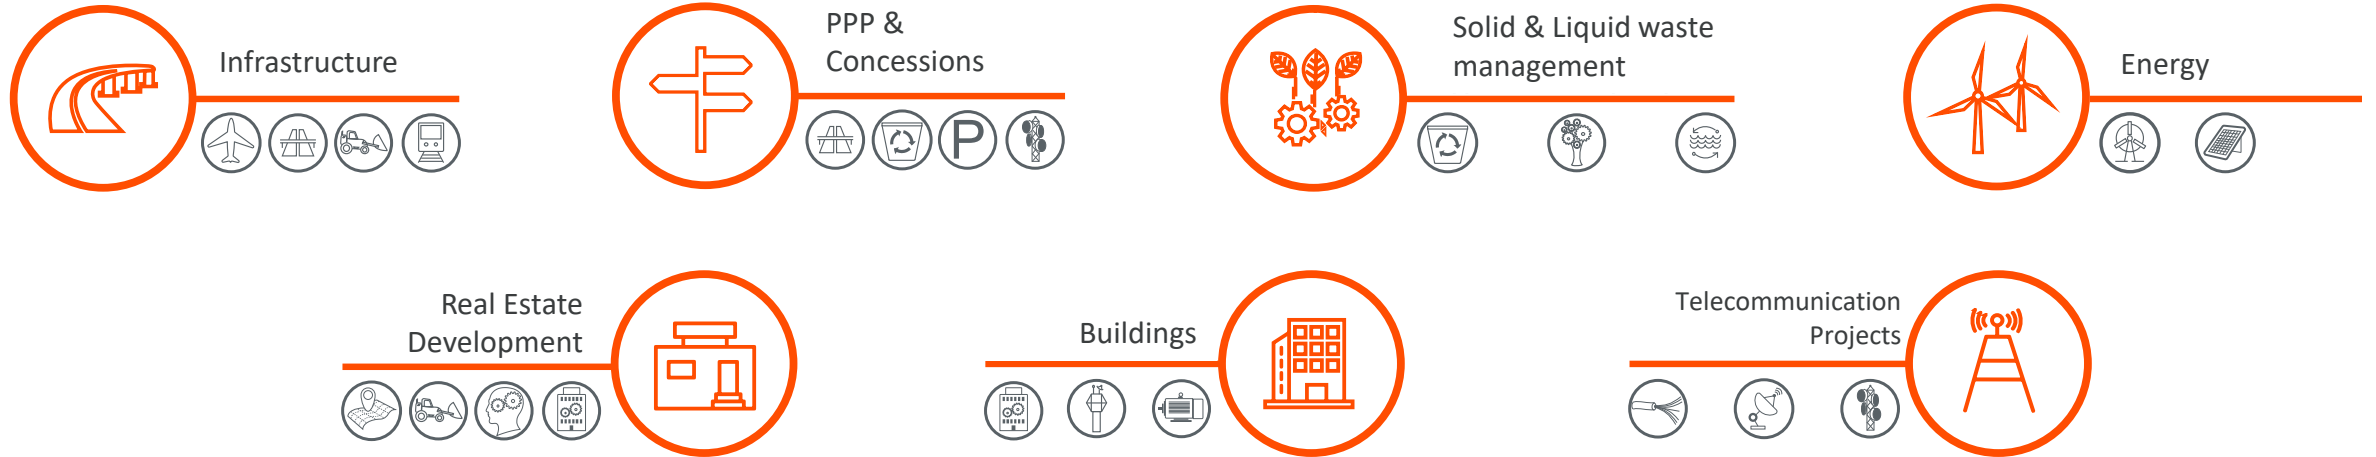 Infrastructure
PPP &
Concessions
P
Solid & Liquid waste
management
Energy
Real Estate
Development
Buildings
Telecommunication
Projects